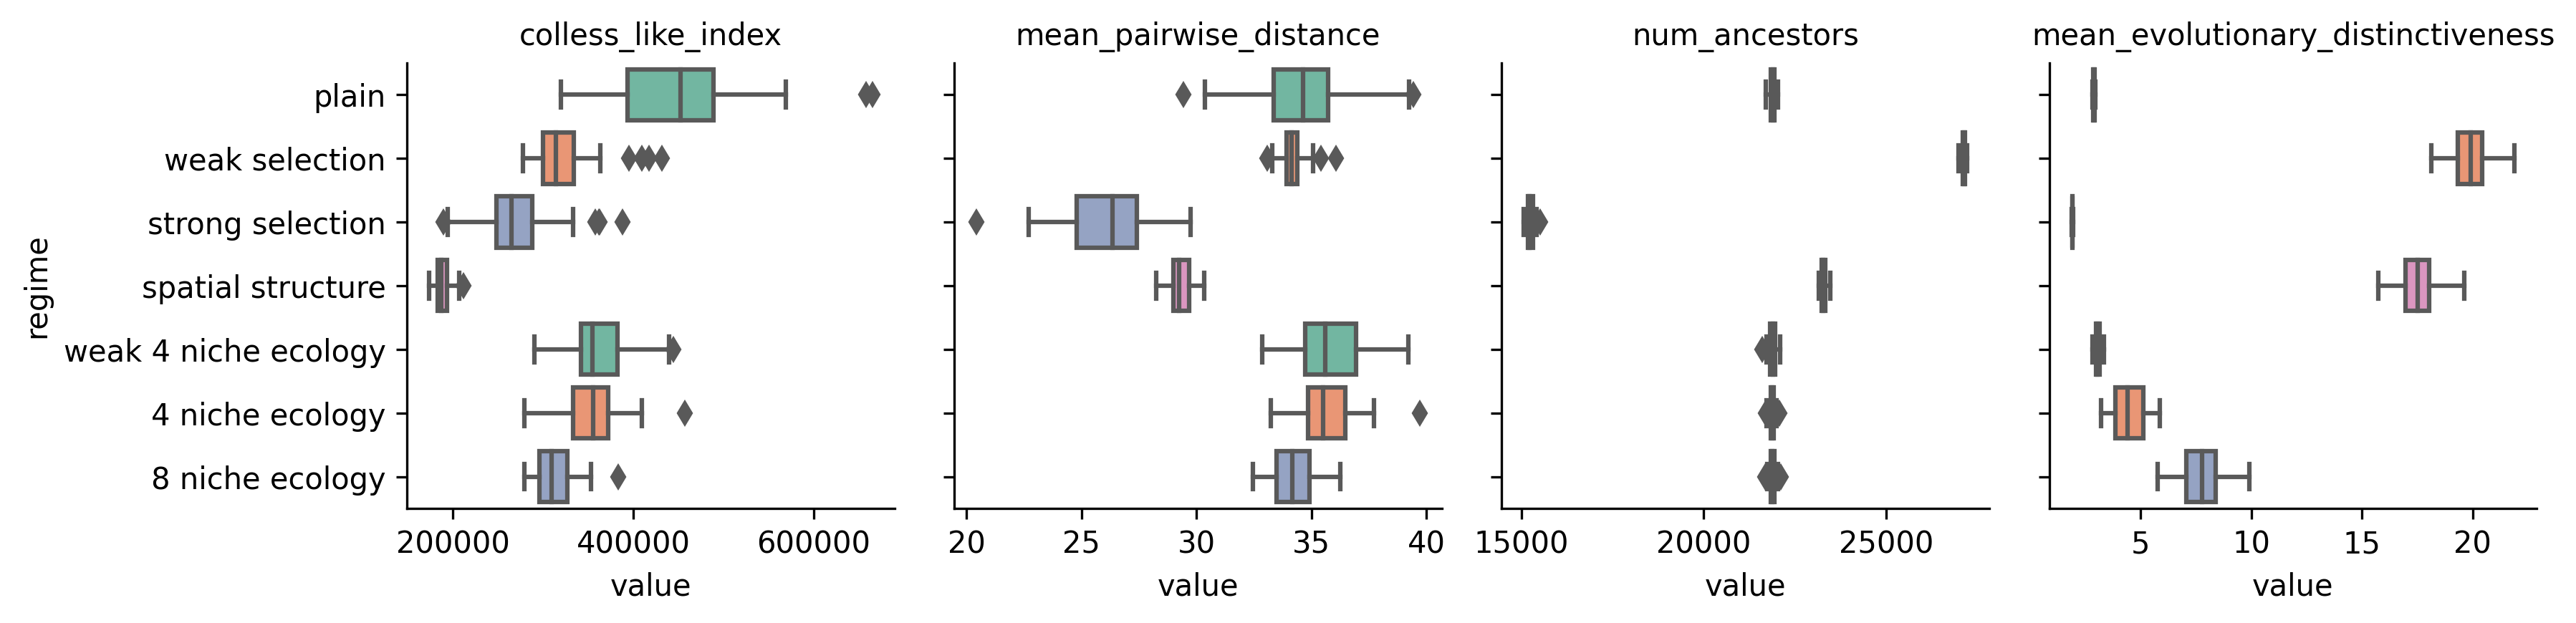 colless_like_index
mean_pairwise_distance
num_ancestors
mean_evolutionary_distinctiveness
regime
plain
weak selection
strong selection
spatial structure
weak 4 niche ecology
4 niche ecology
8 niche ecology
200000 400000 600000
20 25 30 35 40
15000 20000 25000
5 10 15 20
value
value
value
value